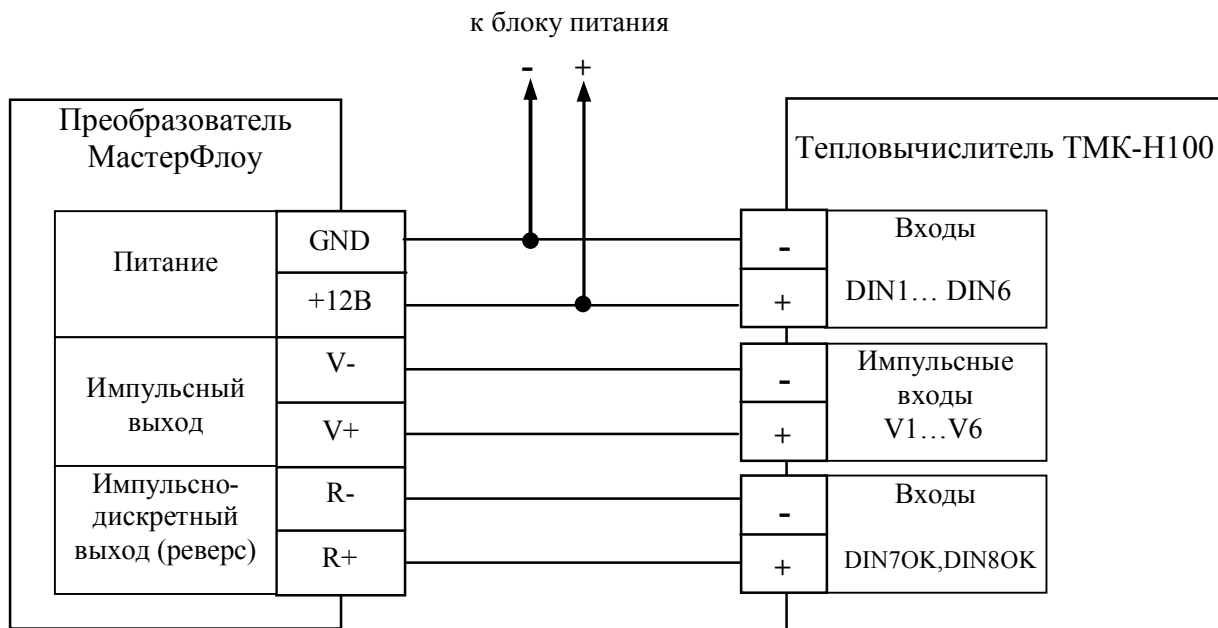 к блоку питания
- +
Преобразователь
МастерФлоу
Тепловычислитель ТМК-Н100
Питание
GND
+12В
-
+
Входы
DIN1… DIN6
Импульсный
выход
V-
V+
-
+
Импульсные
входы
V1…V6
Импульсно-
дискретный
выход (реверс)
R-
R+
-
+
Входы
DIN7OK,DIN8OK